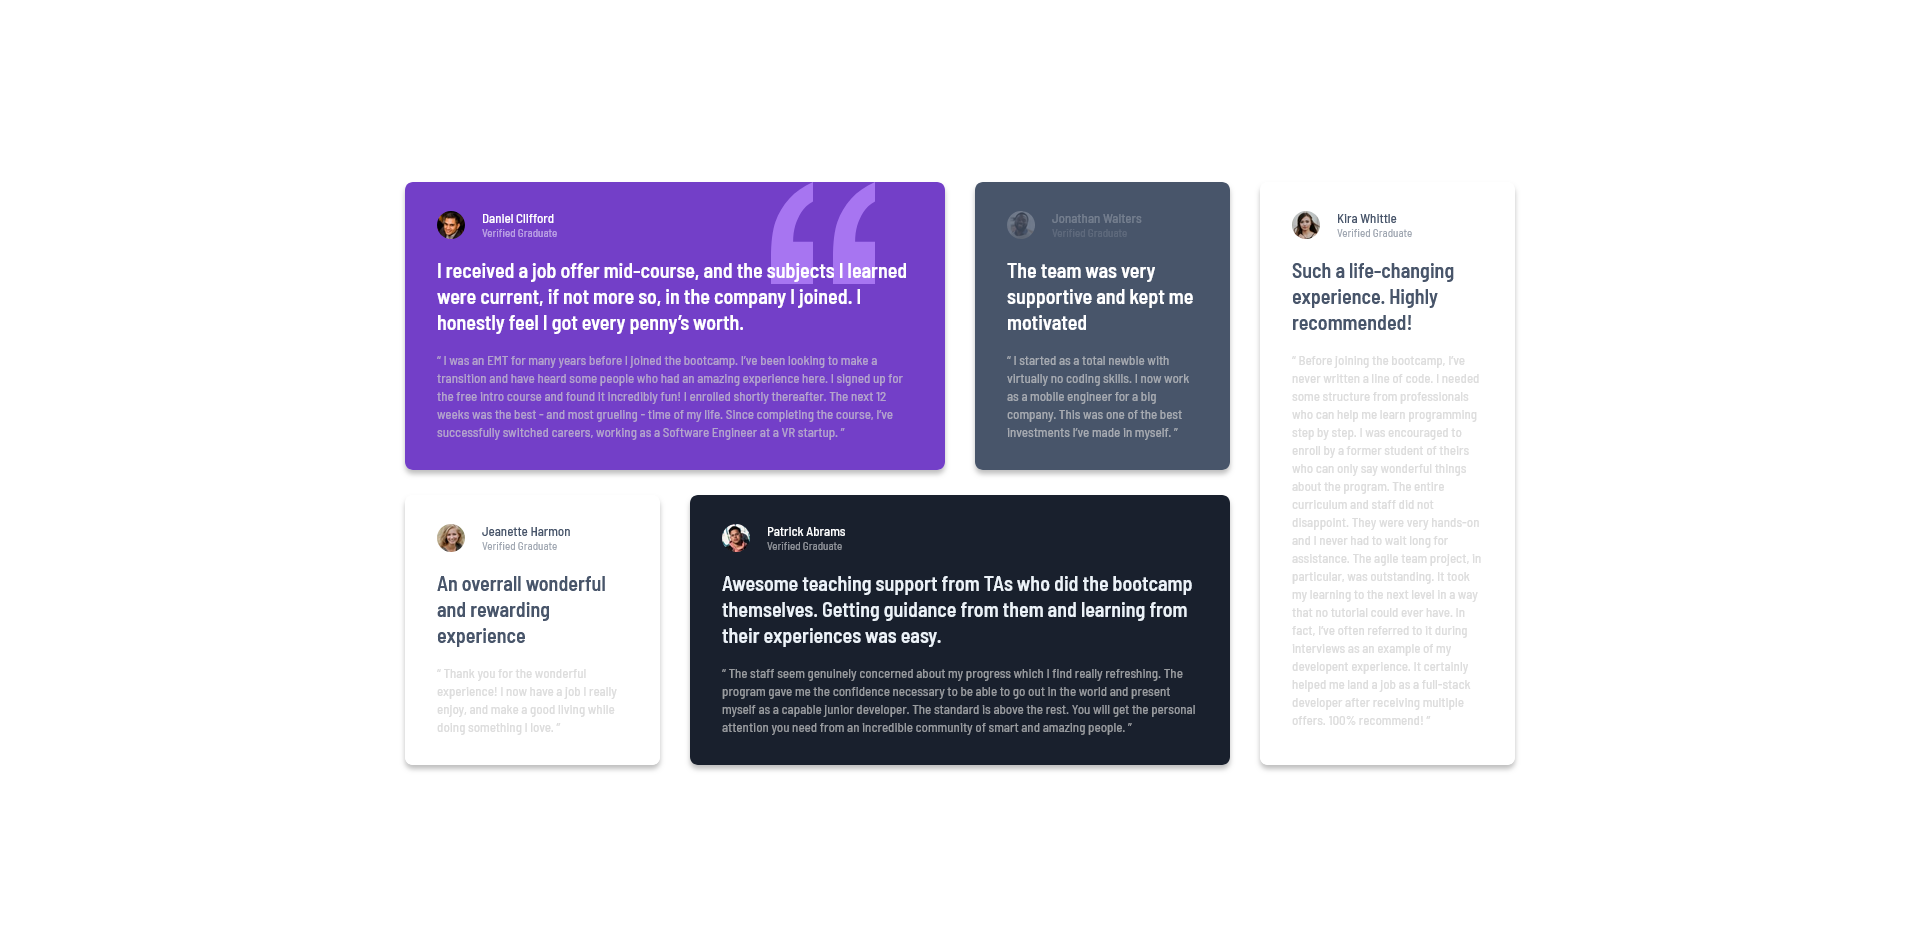 Daniel Clifford
Verified Graduate
I received a job offer mid-course, and the subjects I learned
were current, if not more so, in the company I joined. I
honestly feel I got every penny’s worth.
“ I was an EMT for many years before I joined the bootcamp. I’ve been looking to make a
transition and have heard some people who had an amazing experience here. I signed up for
the free intro course and found it incredibly fun! I enrolled shortly thereafter. The next 12
weeks was the best - and most grueling - time of my life. Since completing the course, I’ve
successfully switched careers, working as a Software Engineer at a VR startup. ”
Jonathan Walters
Verified Graduate
The team was very
supportive and kept me
motivated
“ I started as a total newbie with
virtually no coding skills. I now work
as a mobile engineer for a big
company. This was one of the best
investments I’ve made in myself. ”
Kira Whittle
Verified Graduate
Such a life-changing
experience. Highly
recommended!
“ Before joining the bootcamp, I’ve
never written a line of code. I needed
some structure from professionals
who can help me learn programming
step by step. I was encouraged to
enroll by a former student of theirs
who can only say wonderful things
about the program. The entire
curriculum and staff did not
disappoint. They were very hands-on
and I never had to wait long for
assistance. The agile team project, in
particular, was outstanding. It took
my learning to the next level in a way
that no tutorial could ever have. In
fact, I’ve often referred to it during
interviews as an example of my
developent experience. It certainly
helped me land a job as a full-stack
developer after receiving multiple
offers. 100% recommend! ”
Jeanette Harmon
Verified Graduate
An overrall wonderful
and rewarding
experience
“ Thank you for the wonderful
experience! I now have a job I really
enjoy, and make a good living while
doing something I love. ”
Patrick Abrams
Verified Graduate
Awesome teaching support from TAs who did the bootcamp
themselves. Getting guidance from them and learning from
their experiences was easy.
“ The staff seem genuinely concerned about my progress which I find really refreshing. The
program gave me the confidence necessary to be able to go out in the world and present
myself as a capable junior developer. The standard is above the rest. You will get the personal
attention you need from an incredible community of smart and amazing people. ”